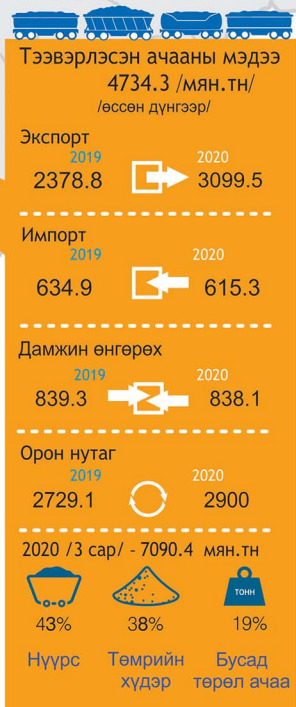 Тээвэрлэсэн ачааны мэдээ
4734.3 /мян.тн/
/өссөн дүнгээр/
Экспорт
2019 2020
2378.8 3099.5
Импорт
2019 2020
634.9 615.3
Дамжин өнгөрөх
2019 2020
839.3 838.1
Орон нутаг
2019 2020
2729.1 2900
2020 /3 сар/ - 7090.4 мян.тн
ТОНН
43% 38% 19%
Нүүрс Төмрийн Бусад
хүдэр төрөл ачаа